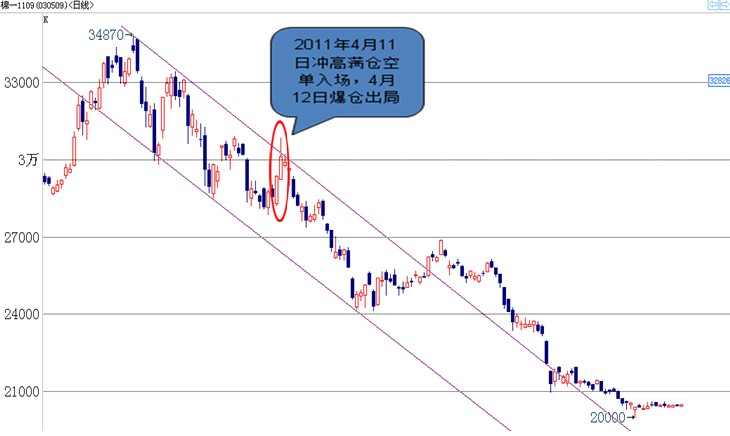 棉一1109(030509)<日线>
K
34870
2011年4月11
日冲高满仓空
单入场，4月
12日爆仓出局
33000
32826
3万
27000
24000
21000
20000